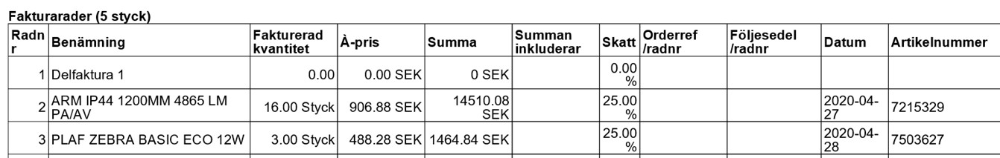 Fakturarader (5 styck)
Radn r Benämning Fakturerad kvantitet À-pris Summa Summan inkluderar Skatt Orderref /radnr Följesedel /radnr Datum Artikelnummer
1 Delfaktura 1 0.00 0.00 SEK 0 SEK 0.00 %
2 ARM IP44 1200MM 4865 LM PA/AV 16.00 Styck 906.88 SEK 14510.08 SEK 25.00 % 2020-04-27 7215329
3 PLAF ZEBRA BASIC ECO 12W 3.00 Styck 488.28 SEK 1464.84 SEK 25.00 % 2020-04-28 7503627